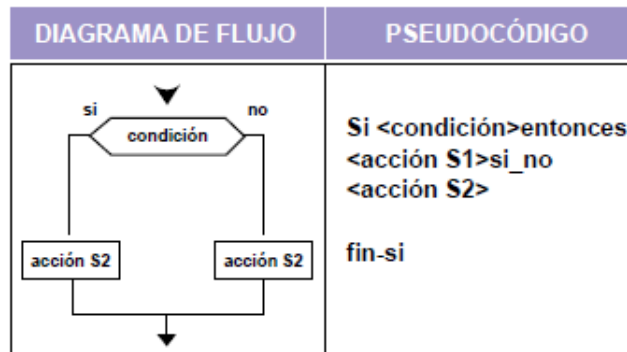 DIAGRAMA DE FLUJO
PSEUDOCÓDIGO
si
no
condición
acción S2
acción S2
Si <condición>entonces
<acción S1>si_no
<acción S2>
fin-si